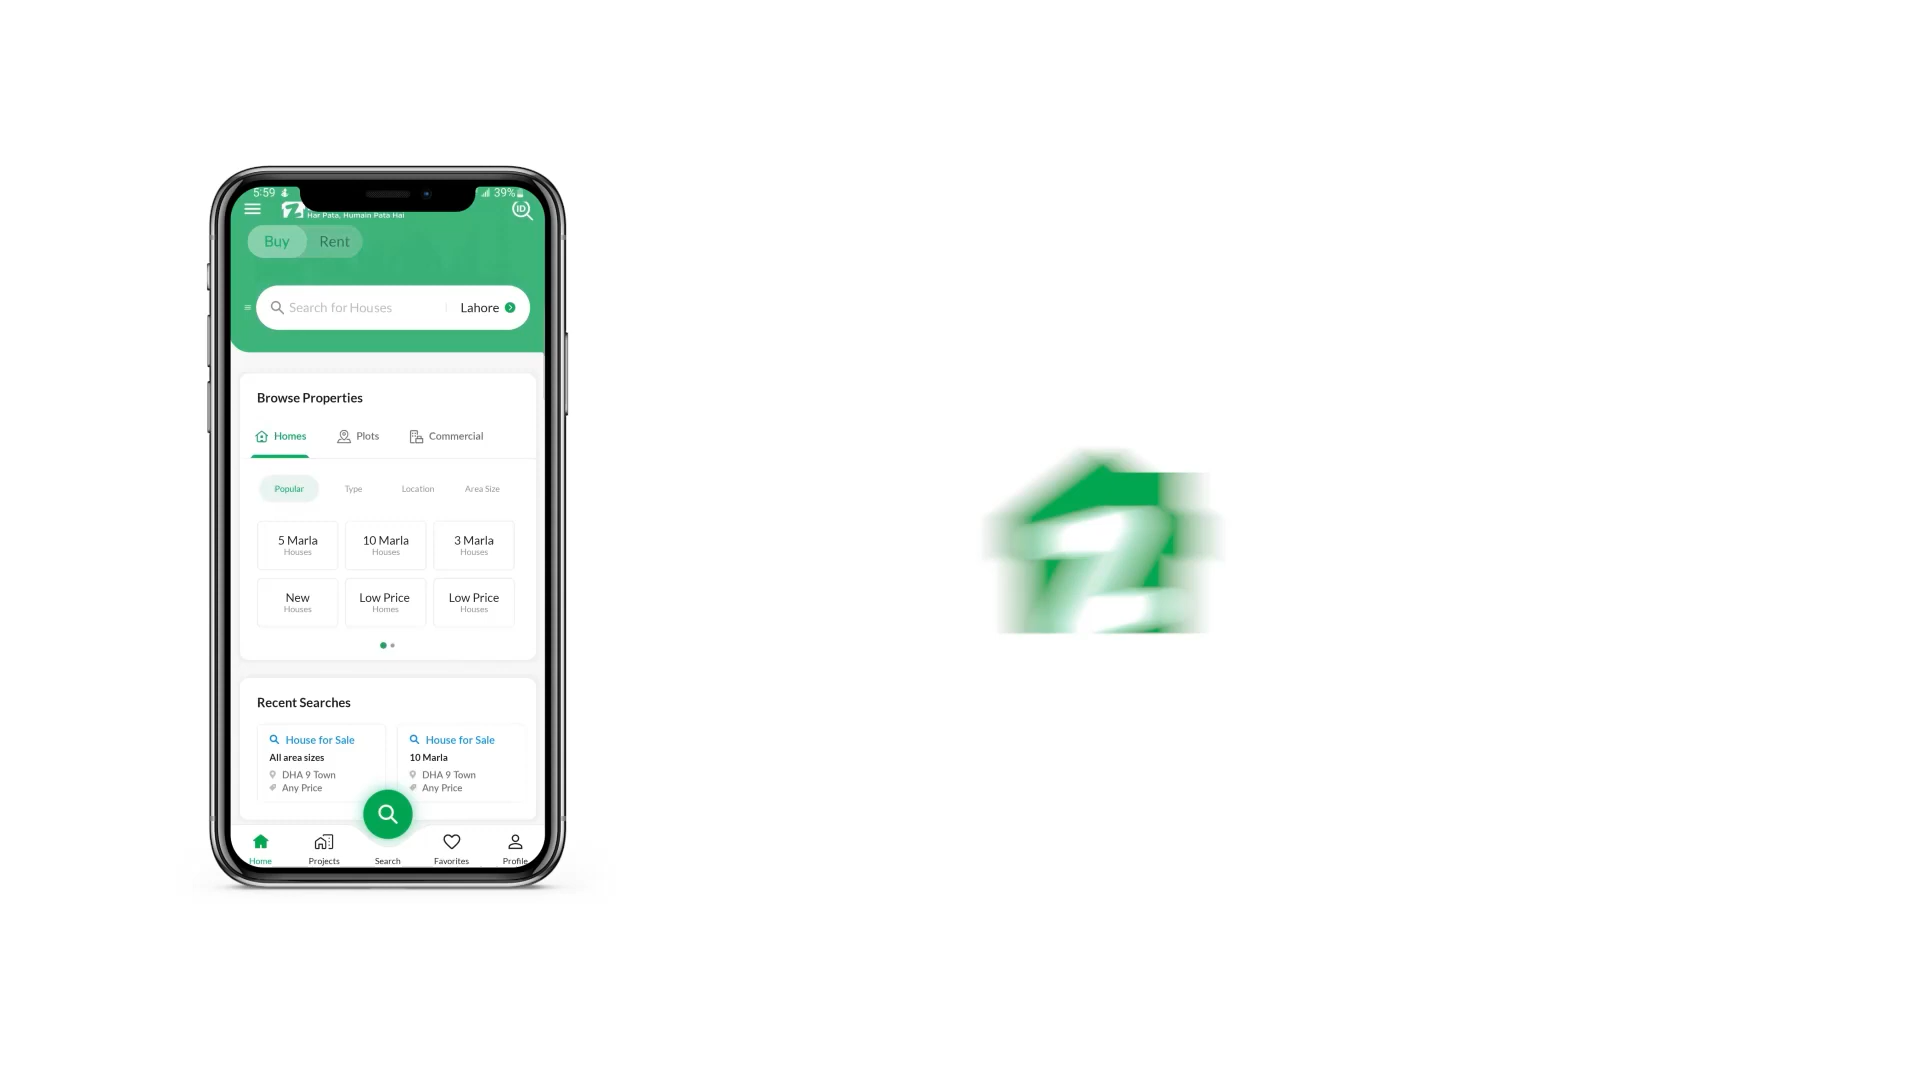 5:59
39%
Har Pata, Humain Pata Hai
ID
Buy Rent
Search for Houses Lahore
Browse Properties
Homes Plots Commercial
Popular Type Location Area Size
5 Marla 10 Marla 3 Marla
Houses Houses Houses
New Low Price Low Price
Houses Homes Houses
Recent Searches
House for Sale House for Sale
All area sizes 10 Marla
DHA 9 Town DHA 9 Town
Any Price Any Price
Home Projects Search Favorites Profile
Z